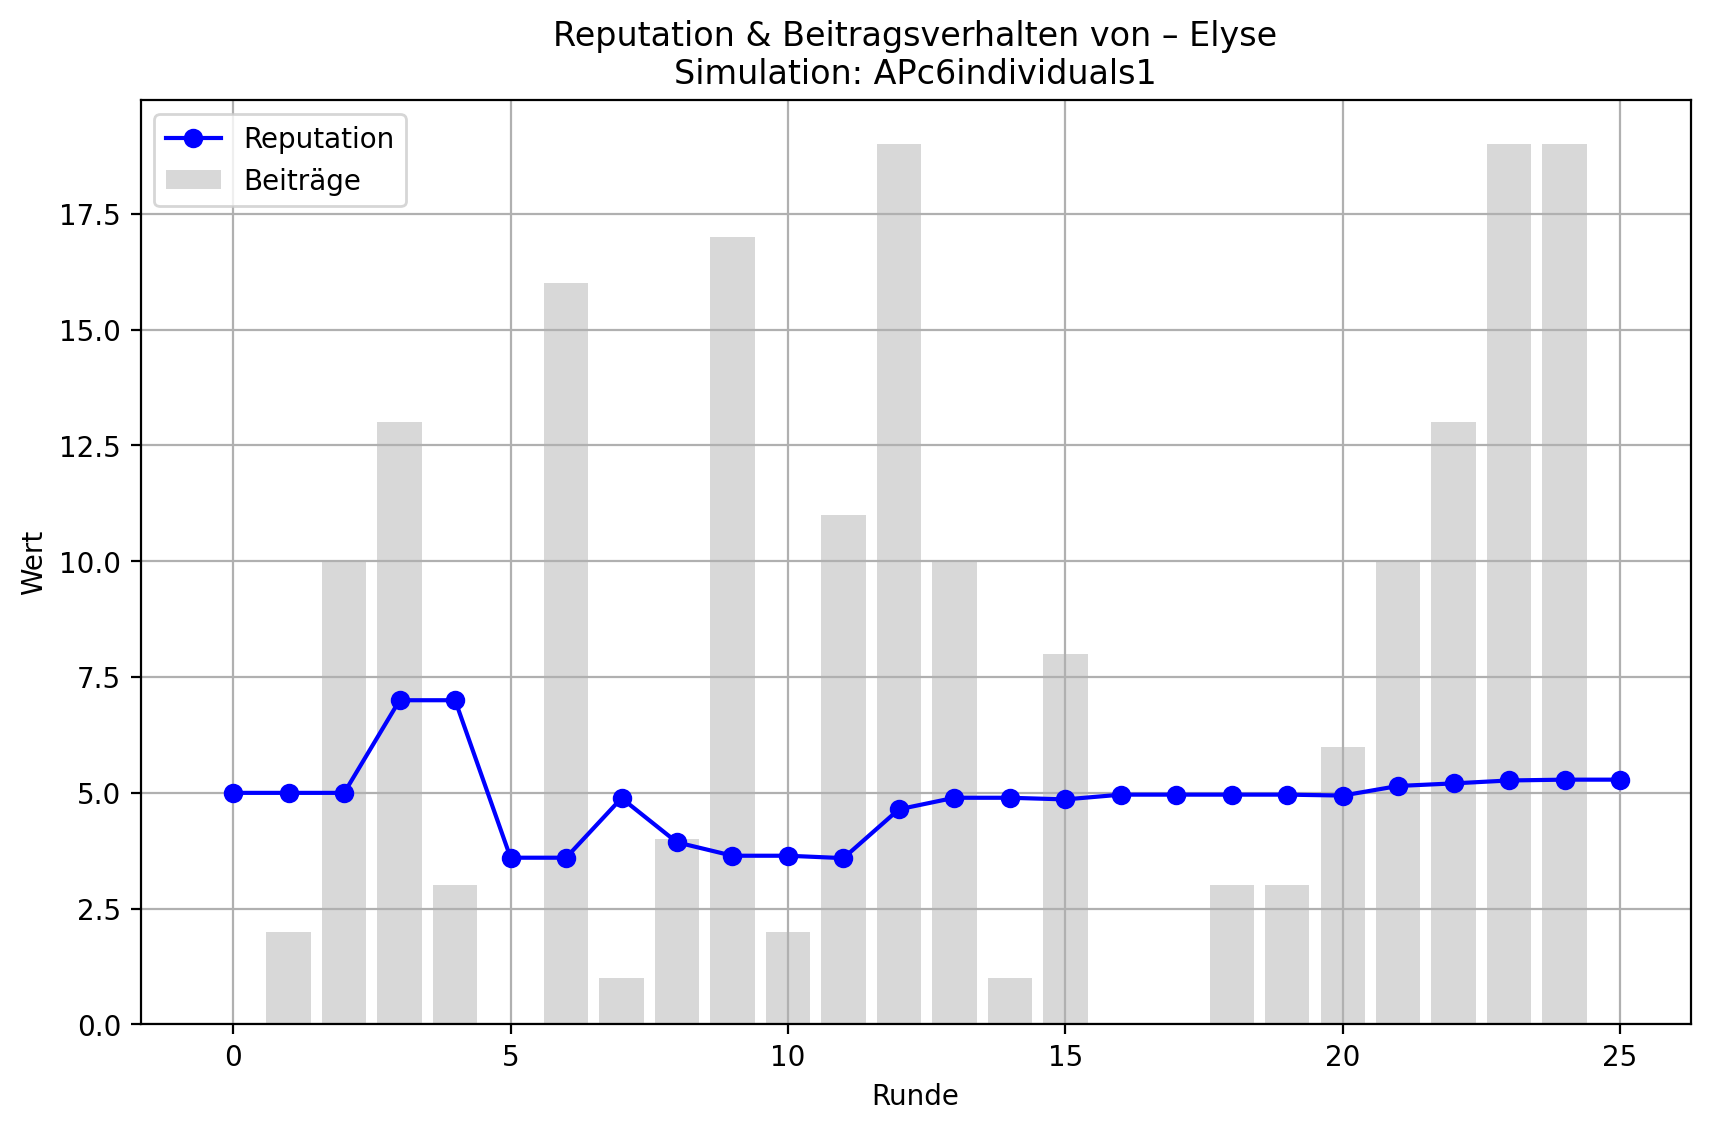 Reputation & Beitragsverhalten von – Elyse
Simulation: APc6individuals1
Reputation
Beiträge
17.5
15.0
12.5
10.0
7.5
5.0
2.5
0.0
Wert
0 5 10 15 20 25
Runde